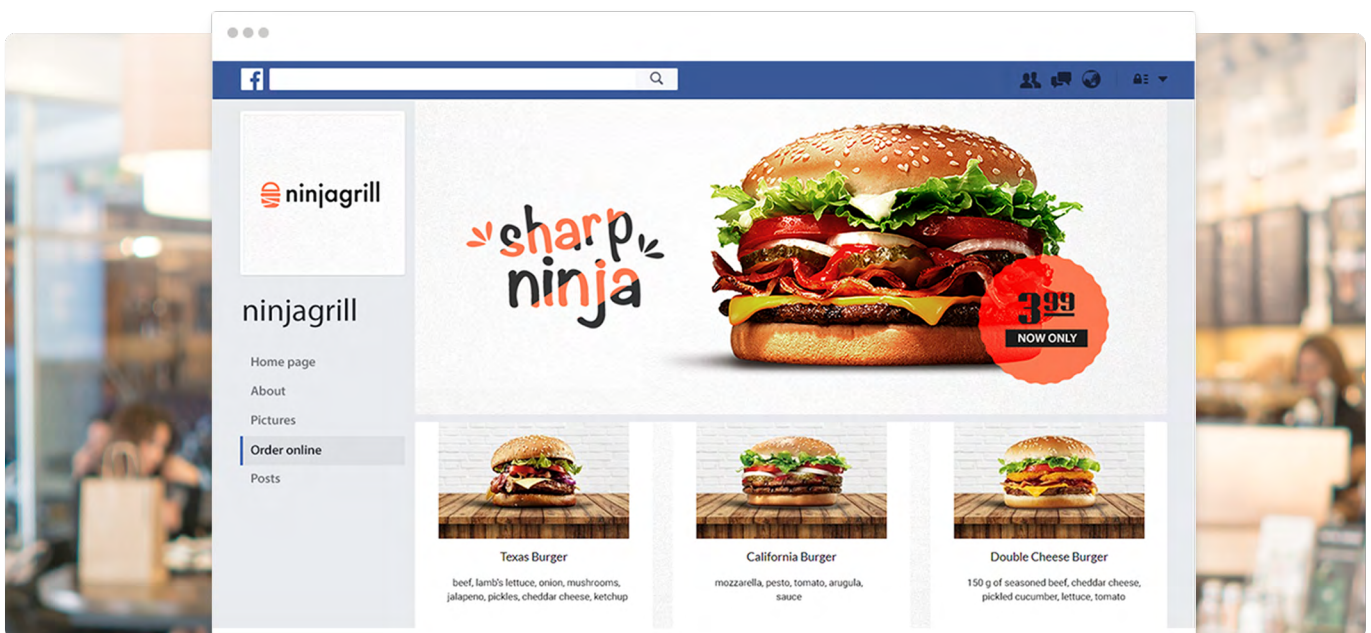 ninjagrill
ninjagrill
Home page
About
Pictures
Order online
Posts
sharp
ninja
3.99
NOW ONLY
Texas Burger
beef, lamb's lettuce, onion, mushrooms,
jalapeno, pickles, cheddar cheese, ketchup
California Burger
mozzarella, pesto, tomato, arugula,
sauce
Double Cheese Burger
150 g of seasoned beef, cheddar cheese,
pickled cucumber, lettuce, tomato